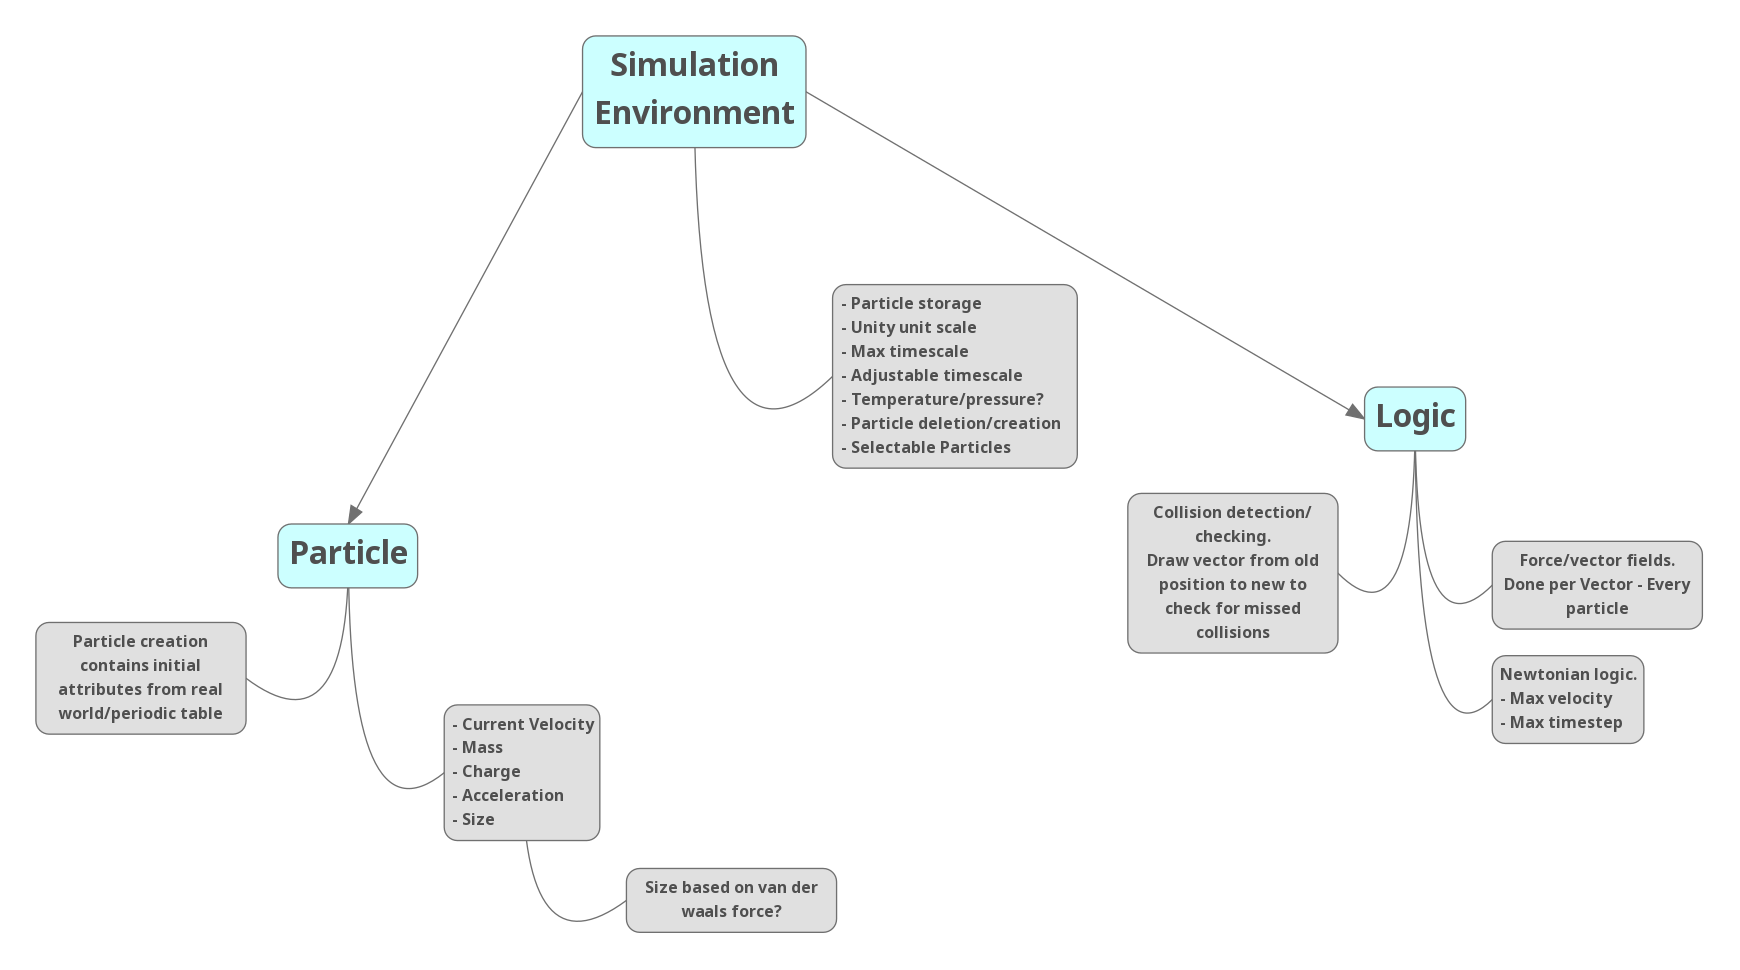 Simulation
Environment
- Particle storage
- Unity unit scale
- Max timescale
- Adjustable timescale
- Temperature/pressure?
- Particle deletion/creation
- Selectable Particles
Logic
Collision detection/
checking.
Draw vector from old
position to new to
check for missed
collisions
Force/vector fields.
Done per Vector - Every
particle
Newtonian logic.
- Max velocity
- Max timestep
Particle
Particle creation
contains initial
attributes from real
world/periodic table
- Current Velocity
- Mass
- Charge
- Acceleration
- Size
Size based on van der
waals force?